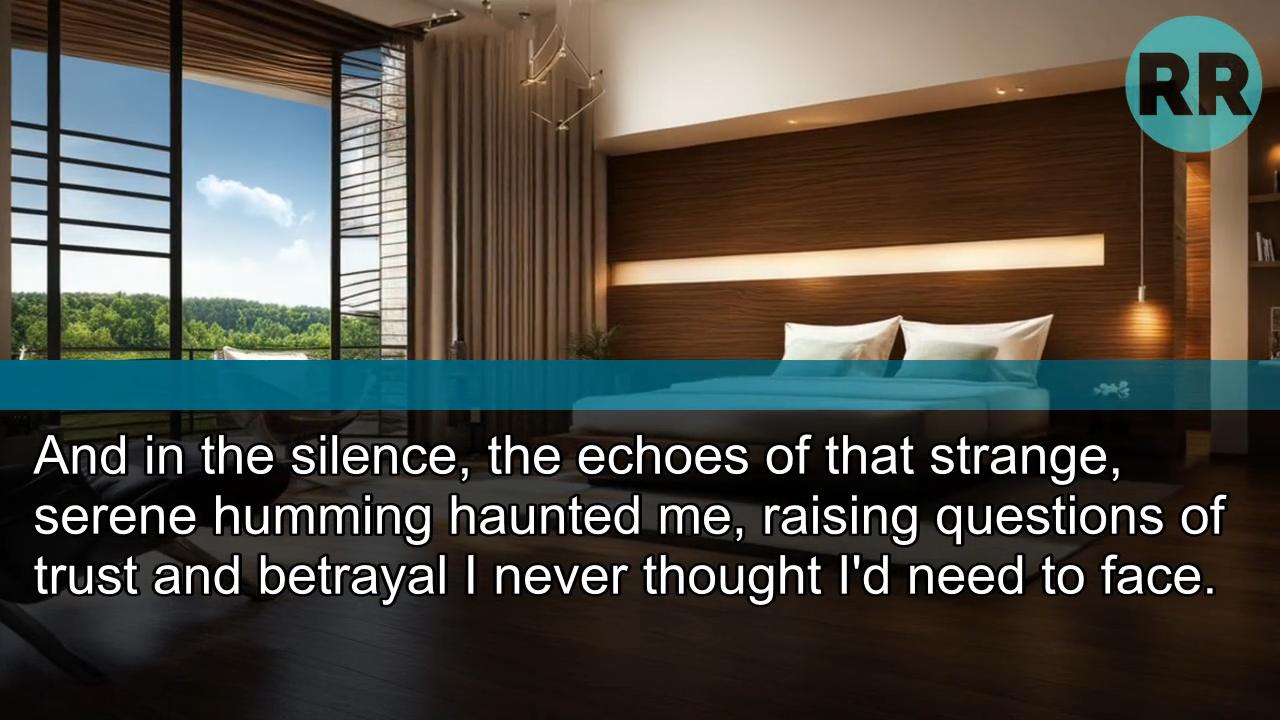 RR
And in the silence, the echoes of that strange,
serene humming haunted me, raising questions of
trust and betrayal I never thought I'd need to face.